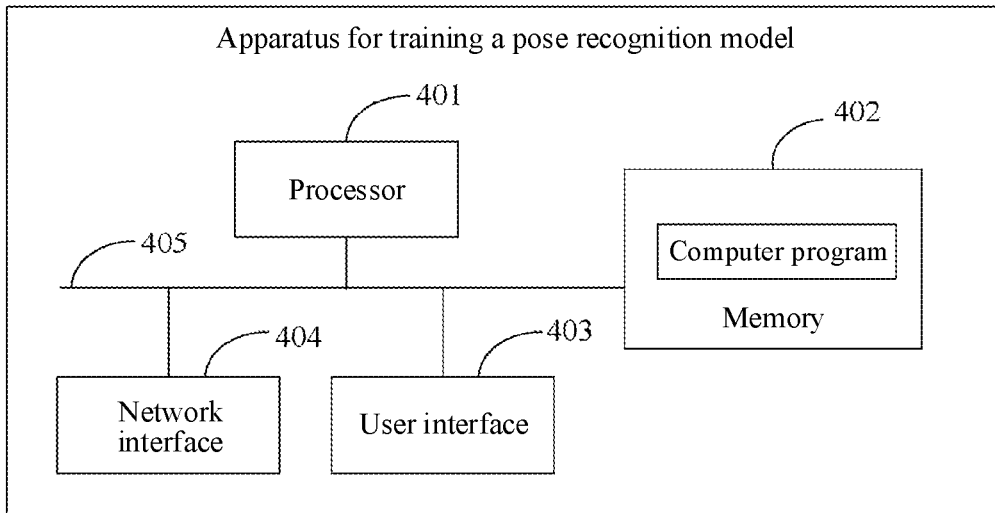 Apparatus for training a pose recognition model
401
402
Processor
405
Computer program
Memory
404
403
Network
interface
User interface